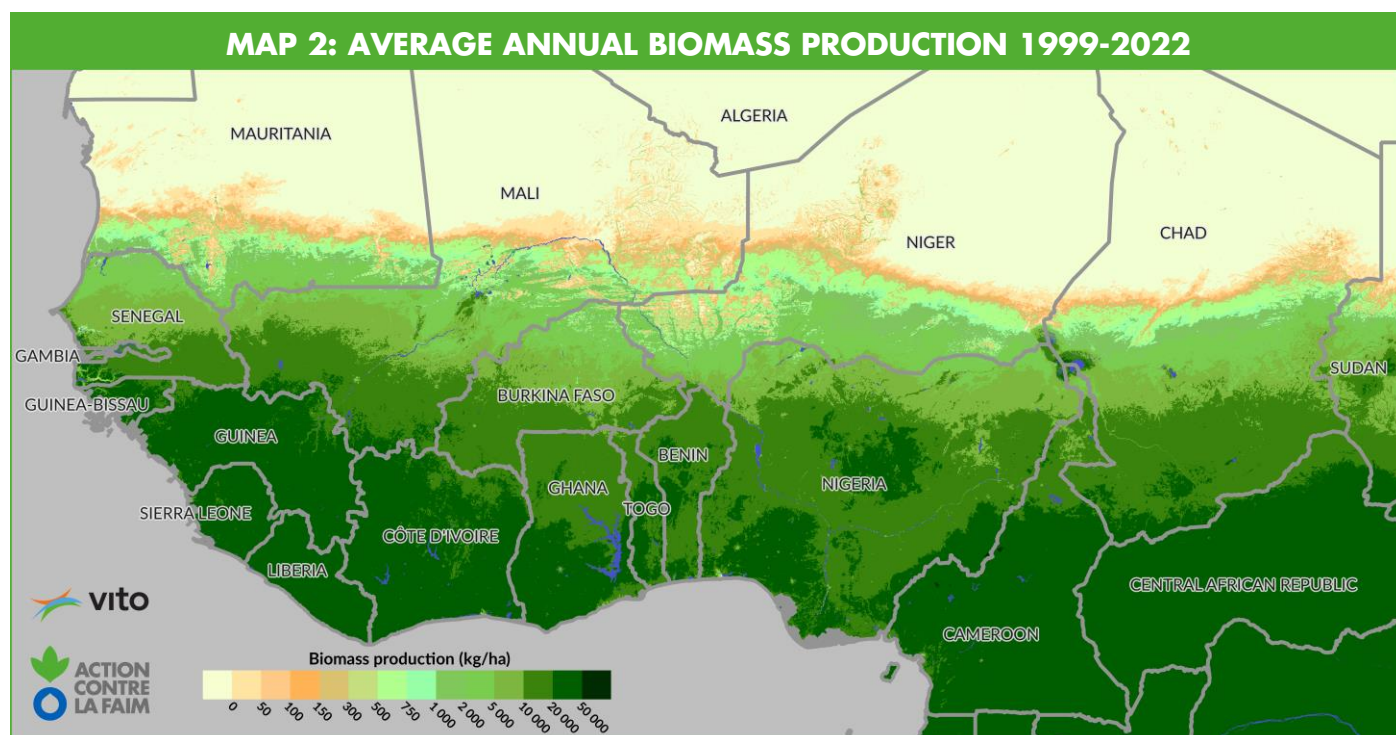 MAP 2: AVERAGE ANNUAL BIOMASS PRODUCTION 1999-2022
ALGERIA
MAURITANIA
MALI
NIGER
CHAD
SENEGAL
GAMBIA
SUDAN
GUINEA-BISSAU
BURKINA FASO
GUINEA
BENIN
GHANA
NIGERIA
TOGO
SIERRA LEONE
CÔTE D'IVOIRE
LIBERIA
CENTRAL AFRICAN REPUBLIC
CAMEROON
vito
ACTION
CONTRE
LA FAIM
Biomass production (kg/ha)
0 50 100 150 300 500 750 1 000 2 000 5 000 10 000 20 000 50 000